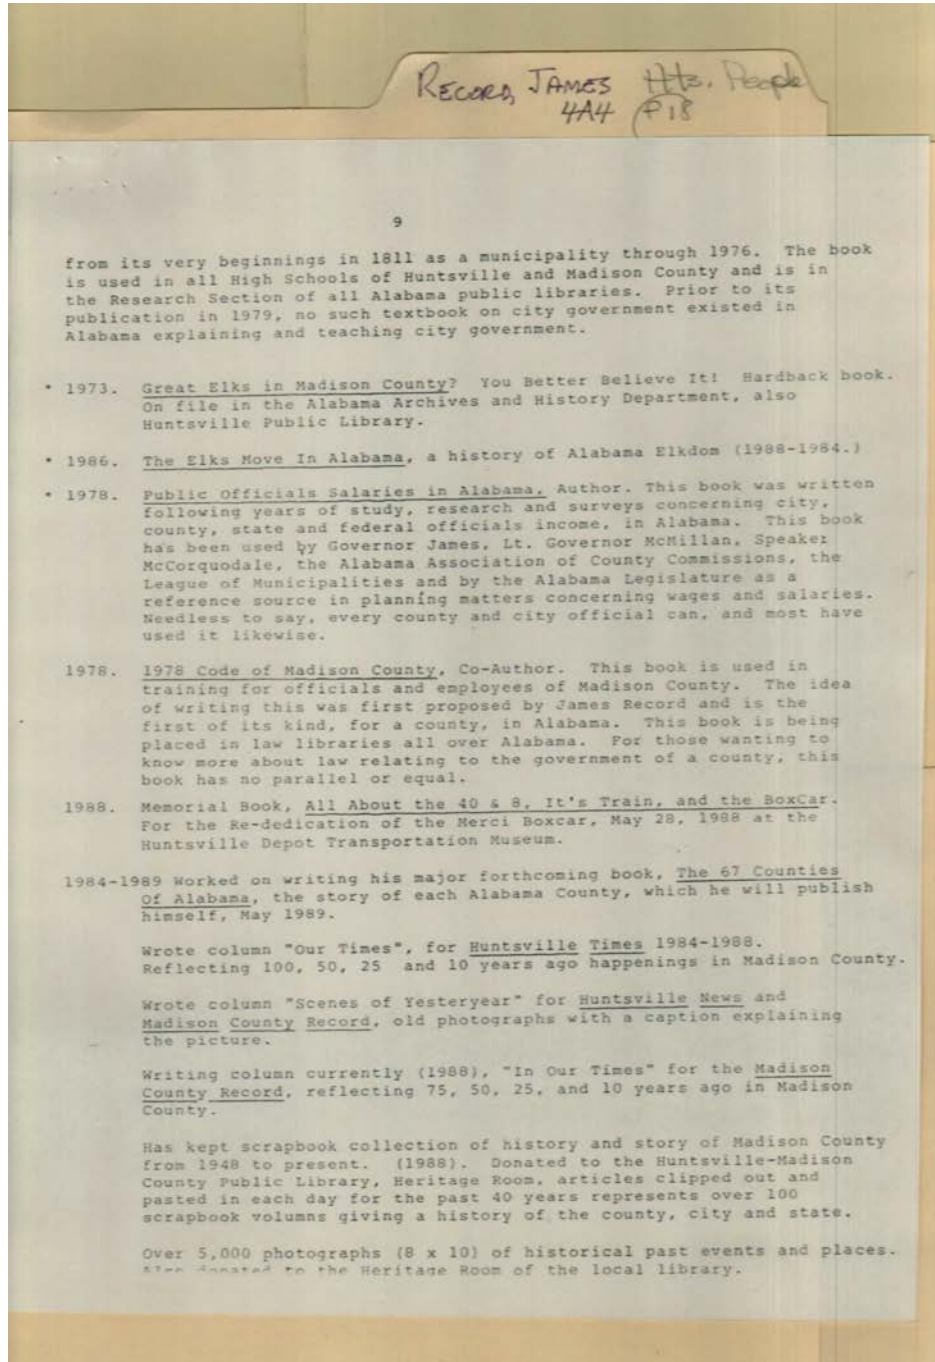 RECORD, JAMES Hts. People
4A4 P18
9
from its very beginnings in 1811 as a municipality through 1976. The book
is used in all High Schools of Huntsville and Madison County and is in
the Research Section of all Alabama public libraries. Prior to its
publication in 1979, no such textbook on city government existed in
Alabama explaining and teaching city government.
* 1973. Great Elks in Madison County? You Better Believe It! Hardback book.
On file in the Alabama Archives and History Department, also
Huntsville Public Library.
* 1986. The Elks Move In Alabama, a history of Alabama Elkdom (1988-1984.)
* 1978. Public Officials Salaries in Alabama, Author. This book was written
following years of study, research and surveys concerning city,
county, state and federal officials income, in Alabama. This book
has been used by Governor James, Lt. Governor McMillan, Speaker
McCorquodale, the Alabama Association of County Commissions, the
League of Municipalities and by the Alabama Legislature as a
reference source in planning matters concerning wages and salaries.
Needless to say, every county and city official can, and most have
used it likewise.
1978. 1978 Code of Madison County, Co-Author. This book is used in
training for officials and employees of Madison County. The idea
of writing this was first proposed by James Record and is the
first of its kind, for a county, in Alabama. This book is being
placed in law libraries all over Alabama. For those wanting to
know more about law relating to the government of a county, this
book has no parallel or equal.
1988. Memorial Book, All About the 40 & 8, It's Train, and the BoxCar.
For the Re-dedication of the Merci Boxcar, May 28, 1988 at the
Huntsville Depot Transportation Museum.
1984-1989 Worked on writing his major forthcoming book, The 67 Counties
Of Alabama, the story of each Alabama County, which he will publish
himself, May 1989.
Wrote column "Our Times", for Huntsville Times 1984-1988.
Reflecting 100, 50, 25 and 10 years ago happenings in Madison County.
Wrote column "Scenes of Yesteryear" for Huntsville News and
Madison County Record, old photographs with a caption explaining
the picture.
Writing column currently (1988), "In Our Times" for the Madison
County Record, reflecting 75, 50, 25, and 10 years ago in Madison
County.
Has kept scrapbook collection of history and story of Madison County
from 1948 to present. (1988). Donated to the Huntsville-Madison
County Public Library, Heritage Room, articles clipped out and
pasted in each day for the past 40 years represents over 100
scrapbook volumns giving a history of the county, city and state.
Over 5,000 photographs (8 x 10) of historical past events and places.
Also donated to the Heritage Room of the local library.